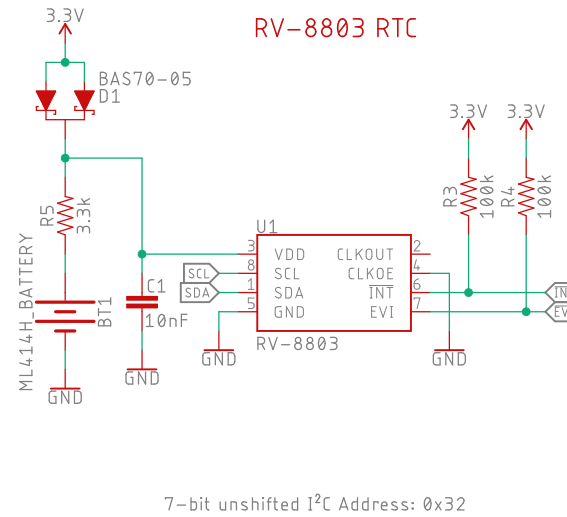 3.3V
RV-8803 RTC
BAS70-05
D1
3.3V
3.3V
R5
3.3k
R3
100k
R4
100k
U1
3
VDD
CLKOUT
2
SCL
8
SCL
CLKOE
4
SDA
1
SDA
INT
6
5
GND
EVI
7
ML414H_BATTERY
BT1
C1
10nF
RV-8803
GND
GND
GND
GND
7-bit unshifted I²C Address: 0x32